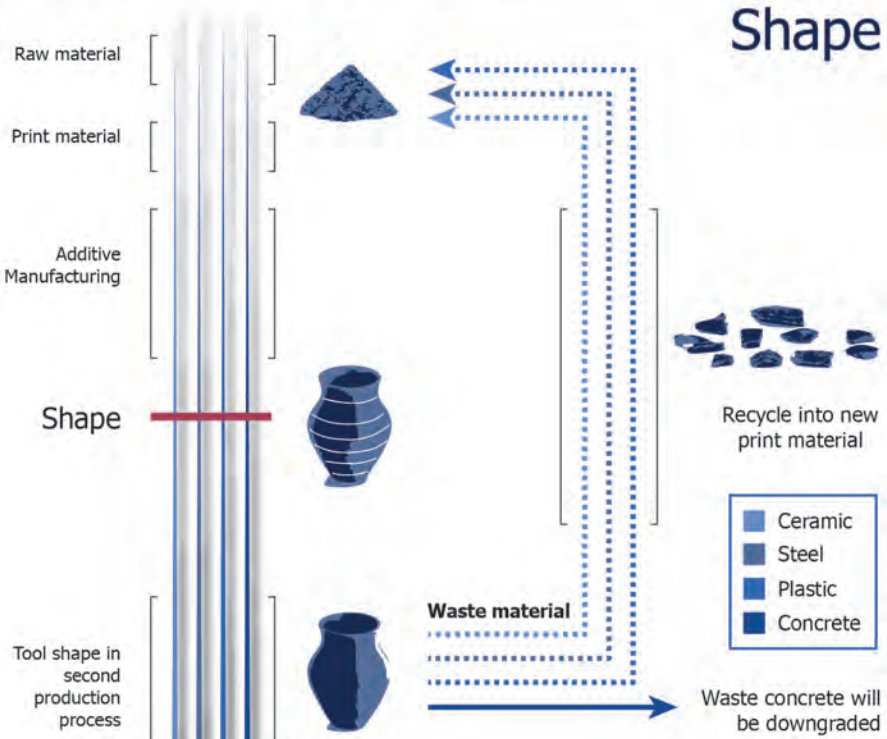 Shape
Raw material
Print material
Additive
Manufacturing
Shape
Recycle into new
print material
Ceramic
Steel
Plastic
Concrete
Waste material
Tool shape in
second
production
process
Waste concrete will
be downgraded